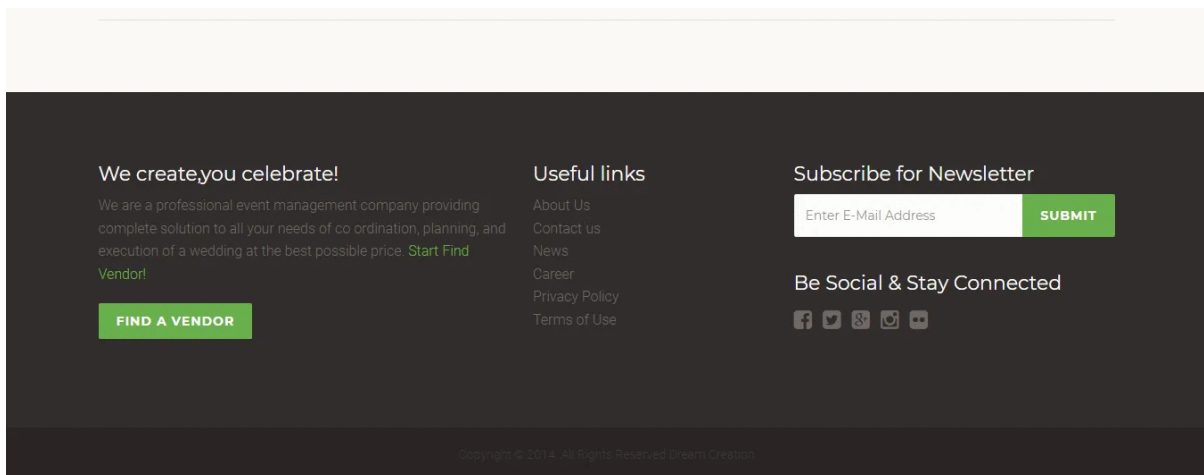 We create,you celebrate!
We are a professional event management company providing
complete solution to all your needs of co ordination, planning, and
execution of a wedding at the best possible price. Start Find
Vendor!
FIND A VENDOR
Useful links
About Us
Contact us
News
Career
Privacy Policy
Terms of Use
Subscribe for Newsletter
Enter E-Mail Address
SUBMIT
Be Social & Stay Connected
Copyright © 2014. All Rights Reserved Dream Creation